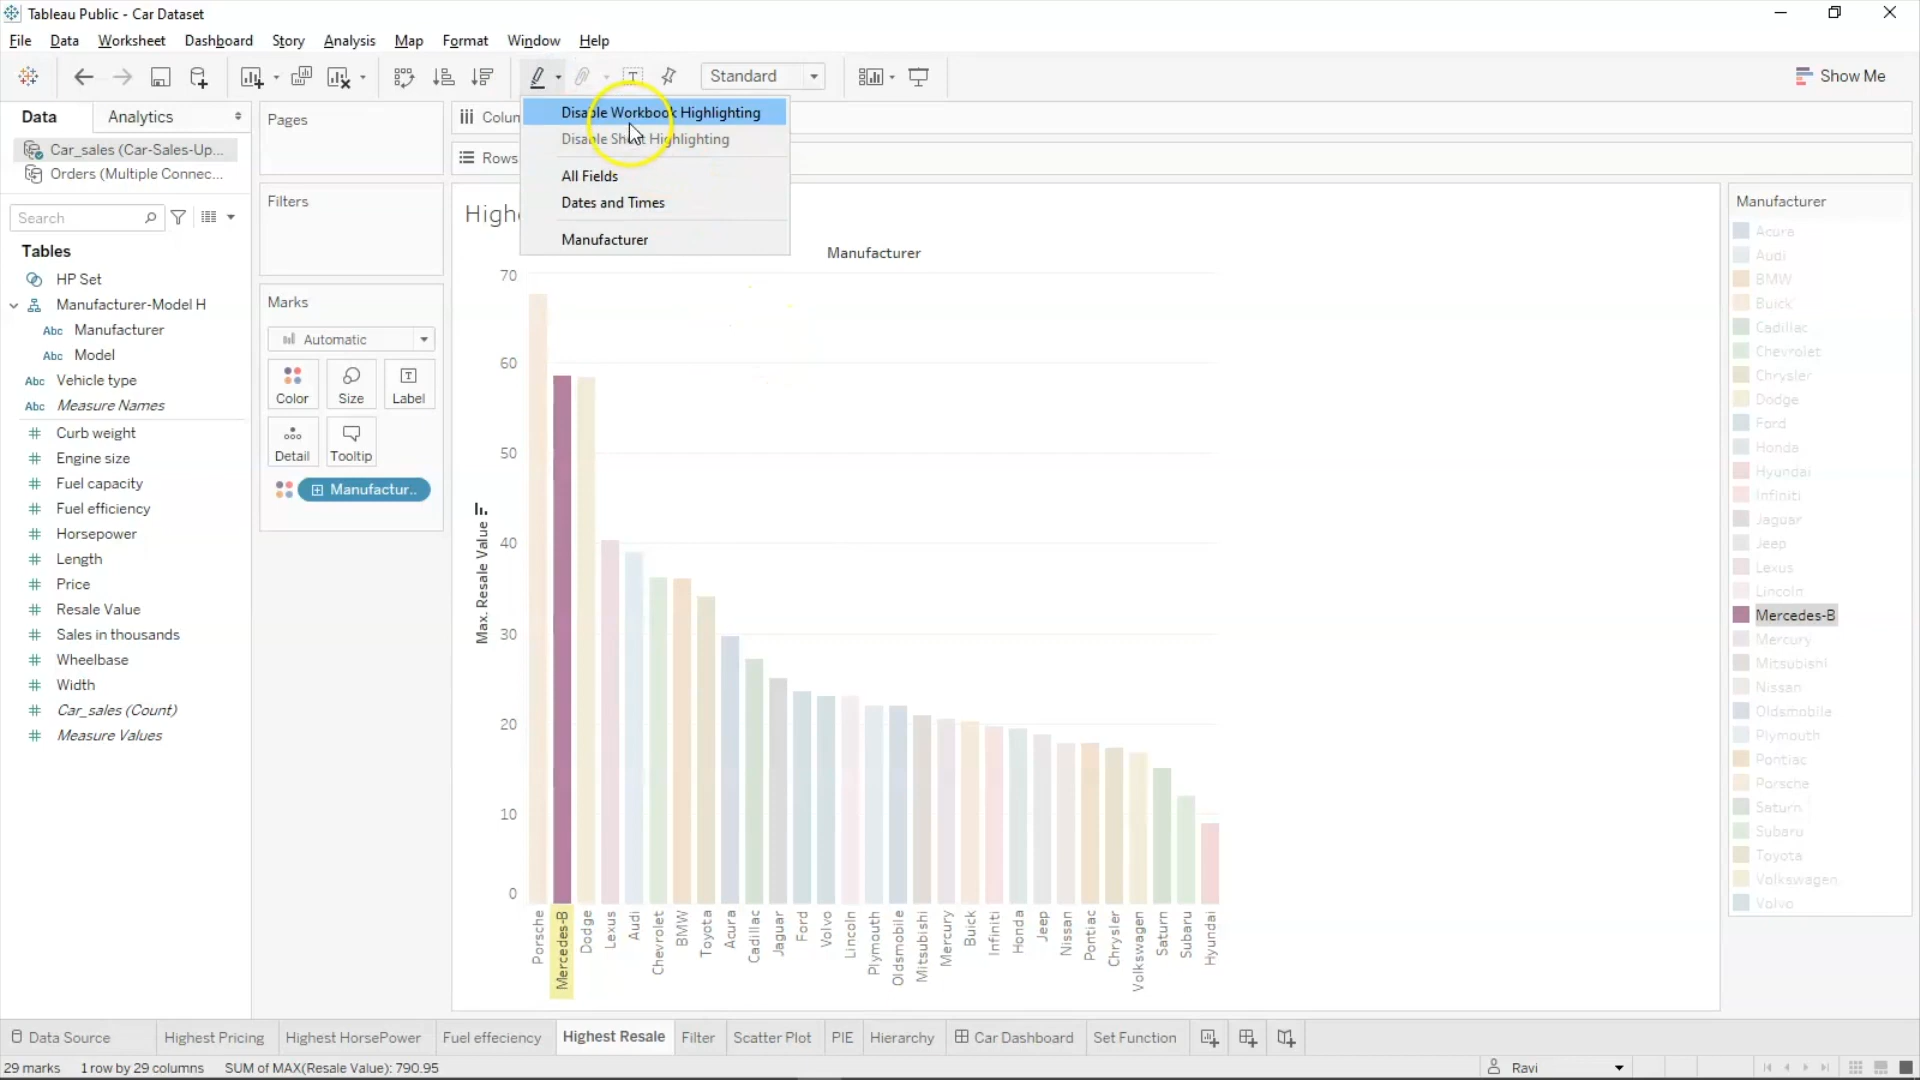 Tableau Public - Car Dataset
File Data Worksheet Dashboard Story Analysis Map Format Window Help
Standard
Show Me
Data Analytics
Pages
Rows
Disable Workbook Highlighting
Disable Sheet Highlighting
All Fields
Dates and Times
Manufacturer
Car_sales (Car-Sales-Up...
Orders (Multiple Connec...
Search
Tables
HP Set
Manufacturer-Model H
Abc Manufacturer
Abc Model
Abc Vehicle type
Abc Measure Names
# Curb weight
# Engine size
# Fuel capacity
# Fuel efficiency
# Horsepower
# Length
# Price
# Resale Value
# Sales in thousands
# Wheelbase
# Width
# Car_sales (Count)
# Measure Values
Filters
Marks
Automatic
Color Size Label
Detail Tooltip
Manufactur..
Manufacturer
Max. Resale Value
70
60
50
40
30
20
10
0
Porsche
Mercedes-B
Dodge
Lexus
Audi
Chevrolet
BMW
Toyota
Acura
Cadillac
Jaguar
Ford
Volvo
Lincoln
Plymouth
Oldsmobile
Mitsubishi
Mercury
Buick
Infiniti
Honda
Jeep
Nissan
Pontiac
Chrysler
Volkswagen
Saturn
Subaru
Hyundai
Manufacturer
Acura
Audi
BMW
Buick
Cadillac
Chevrolet
Chrysler
Dodge
Ford
Honda
Hyundai
Infiniti
Jaguar
Jeep
Lexus
Lincoln
Mercedes-B
Mercury
Mitsubishi
Nissan
Oldsmobile
Plymouth
Pontiac
Porsche
Saturn
Subaru
Toyota
Volkswagen
Volvo
Data Source Highest Pricing Highest HorsePower Fuel effeciency Highest Resale Filter Scatter Plot PIE Hierarchy Car Dashboard Set Function
29 marks 1 row by 29 columns SUM of MAX(Resale Value): 790.95
Ravi